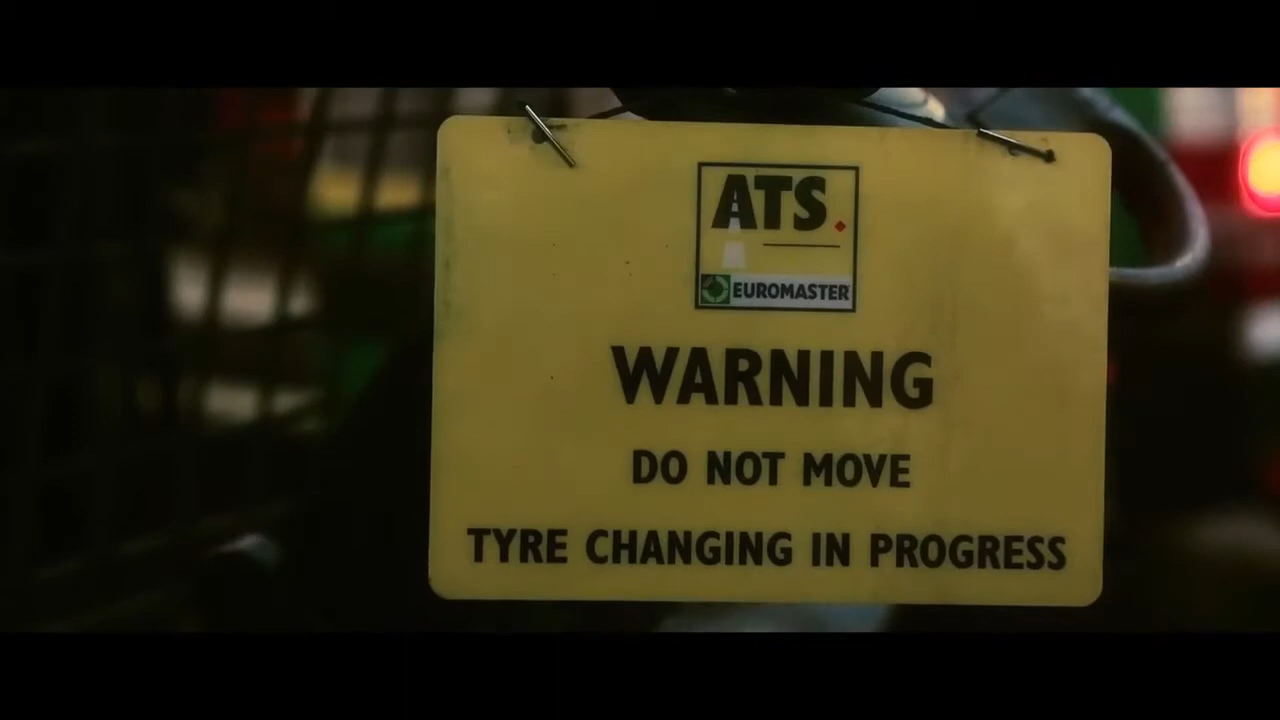 ATS.
EUROMASTER
WARNING
DO NOT MOVE
TYRE CHANGING IN PROGRESS